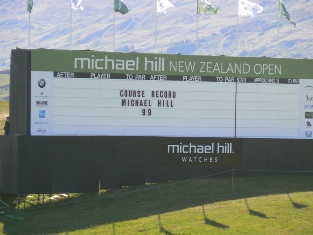 michael hill NEW ZEALAND OPEN
AFTER PLAYER TO PAR AFTER PLAYER TO PAR
COURSE RECORD
MICHAEL HILL
99
michael hill
WATCHES